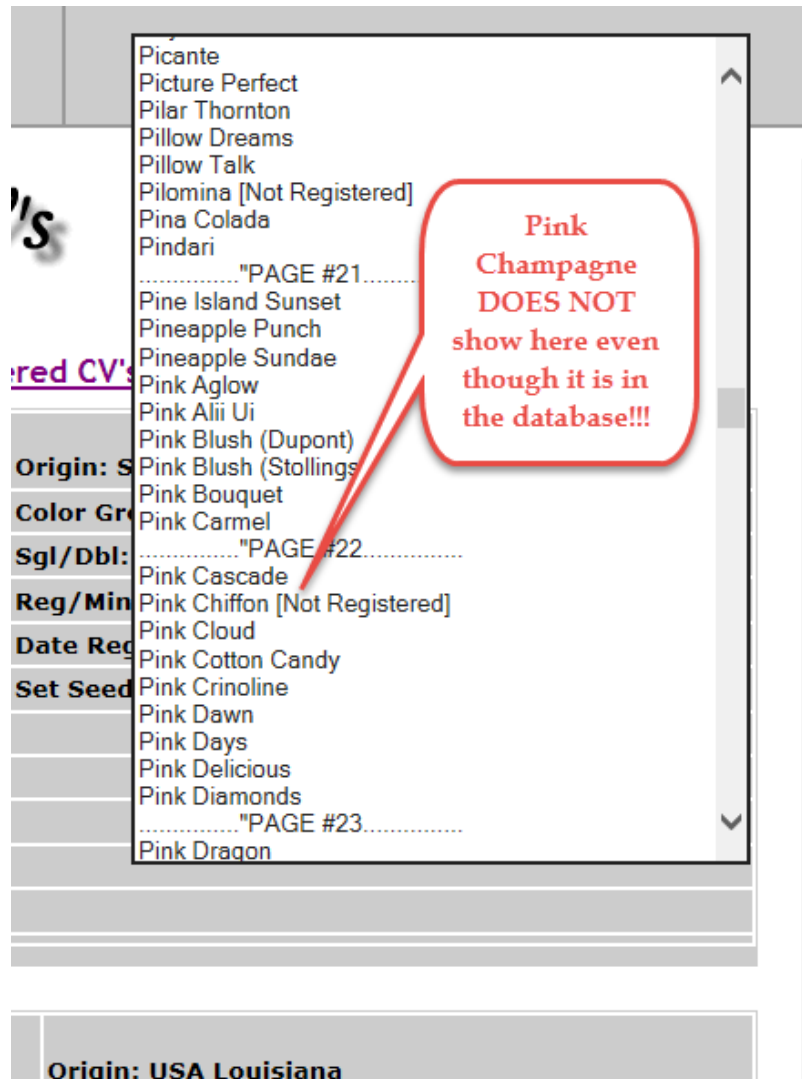 Picante
Picture Perfect
Pilar Thornton
Pillow Dreams
Pillow Talk
Pilomina [Not Registered]
Pina Colada
Pindari
..............."PAGE #21.........
Pine Island Sunset
Pineapple Punch
Pineapple Sundae
Pink Aglow
Pink Alii Ui
Pink Blush (Dupont)
Pink Blush (Stollings
Pink Bouquet
Pink Carmel
..............."PAGE #22...............
Pink Cascade
Pink Chiffon [Not Registered]
Pink Cloud
Pink Cotton Candy
Pink Crinoline
Pink Dawn
Pink Days
Pink Delicious
Pink Diamonds
..............."PAGE #23...............
Pink Dragon
Pink
Champagne
DOES NOT
show here even
though it is in
the database!!!
's
ered CV's
Origin: S
Color Gr
Sgl/Dbl:
Reg/Min
Date Reg
Set Seed
Origin: USA Louisiana